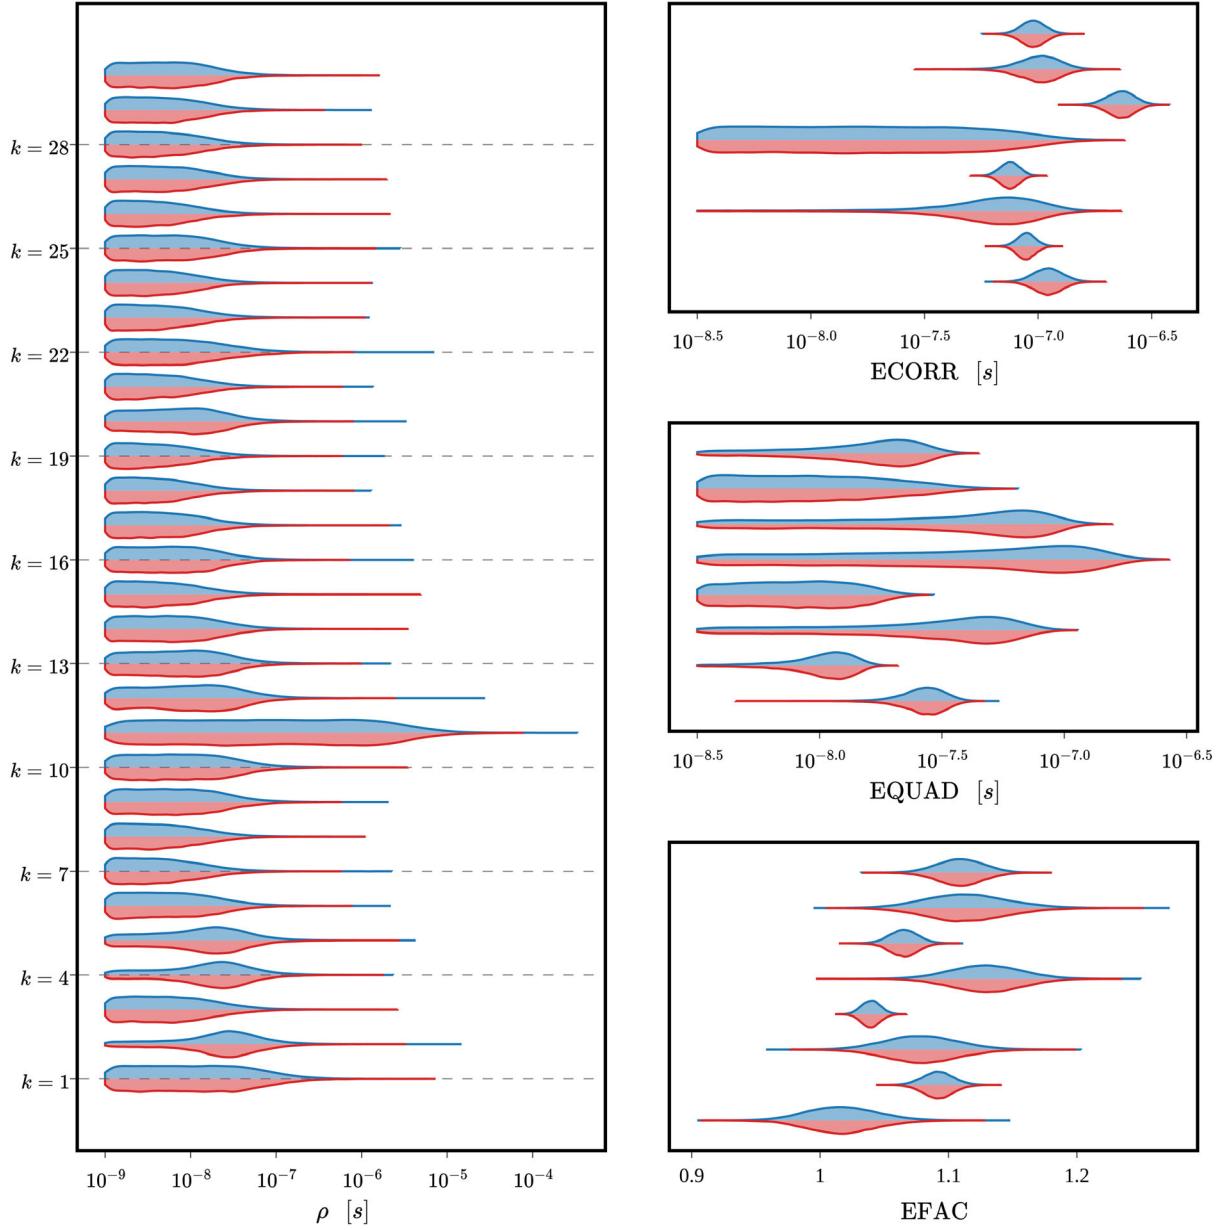 k = 28
k = 25
k = 22
k = 19
k = 16
k = 13
k = 10
k = 7
k = 4
k = 1
10⁻⁹ 10⁻⁸ 10⁻⁷ 10⁻⁶ 10⁻⁵ 10⁻⁴
ρ [s]
10⁻⁸·⁵ 10⁻⁸·⁰ 10⁻⁷·⁵ 10⁻⁷·⁰ 10⁻⁶·⁵
ECORR [s]
10⁻⁸·⁵ 10⁻⁸·⁰ 10⁻⁷·⁵ 10⁻⁷·⁰ 10⁻⁶·⁵
EQUAD [s]
0.9 1 1.1 1.2
EFAC